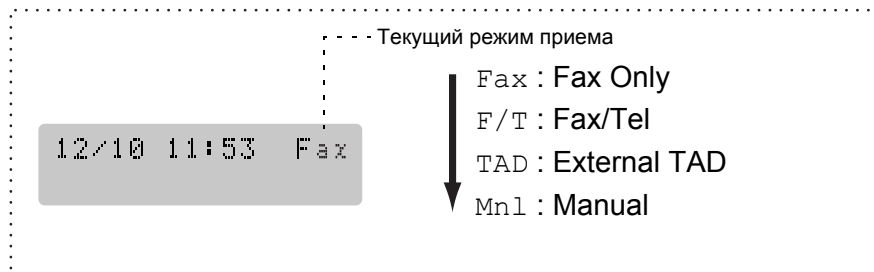 Текущий режим приема
Fax : Fax Only
F/T : Fax/Tel
12/10 11:53 Fax
TAD : External TAD
Mnl : Manual